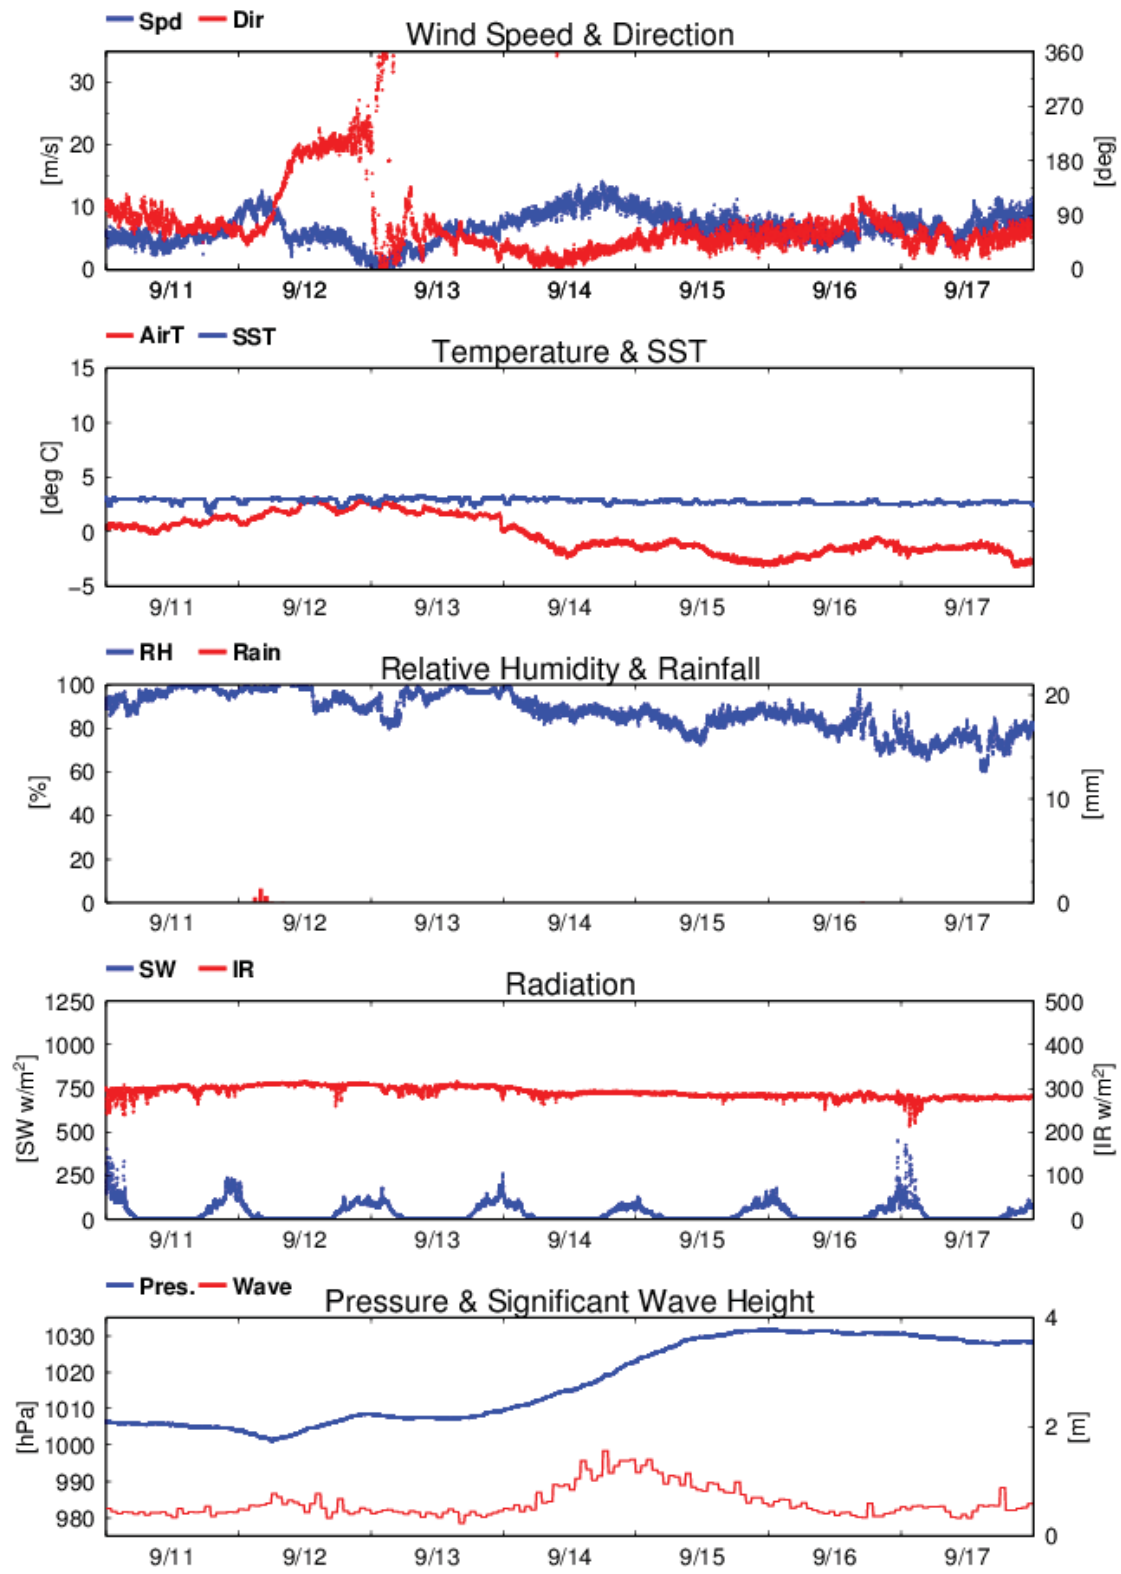 Spd Dir
Wind Speed & Direction
30
20
10
0
[m/s]
360
270
180
90
0
[deg]
9/11 9/12 9/13 9/14 9/15 9/16 9/17
AirT SST
Temperature & SST
15
10
5
0
−5
[deg C]
9/11 9/12 9/13 9/14 9/15 9/16 9/17
RH Rain
Relative Humidity & Rainfall
100
80
60
40
20
0
[%]
20
10
0
[mm]
9/11 9/12 9/13 9/14 9/15 9/16 9/17
SW IR
Radiation
1250
1000
750
500
250
0
[SW w/m²]
500
400
300
200
100
0
[IR w/m²]
9/11 9/12 9/13 9/14 9/15 9/16 9/17
Pres. Wave
Pressure & Significant Wave Height
1030
1020
1010
1000
990
980
[hPa]
4
2
0
[m]
9/11 9/12 9/13 9/14 9/15 9/16 9/17